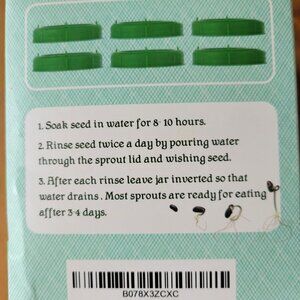 1. Soak seed in water for 8- 10 hours.
2. Rinse seed twice a day by pouring water
through the sprout lid and wishing seed.
3. After each rinse leave jar inverted so that
water drains . Most sprouts are ready for eating
affter 3-4 days.
B078X3ZCXC